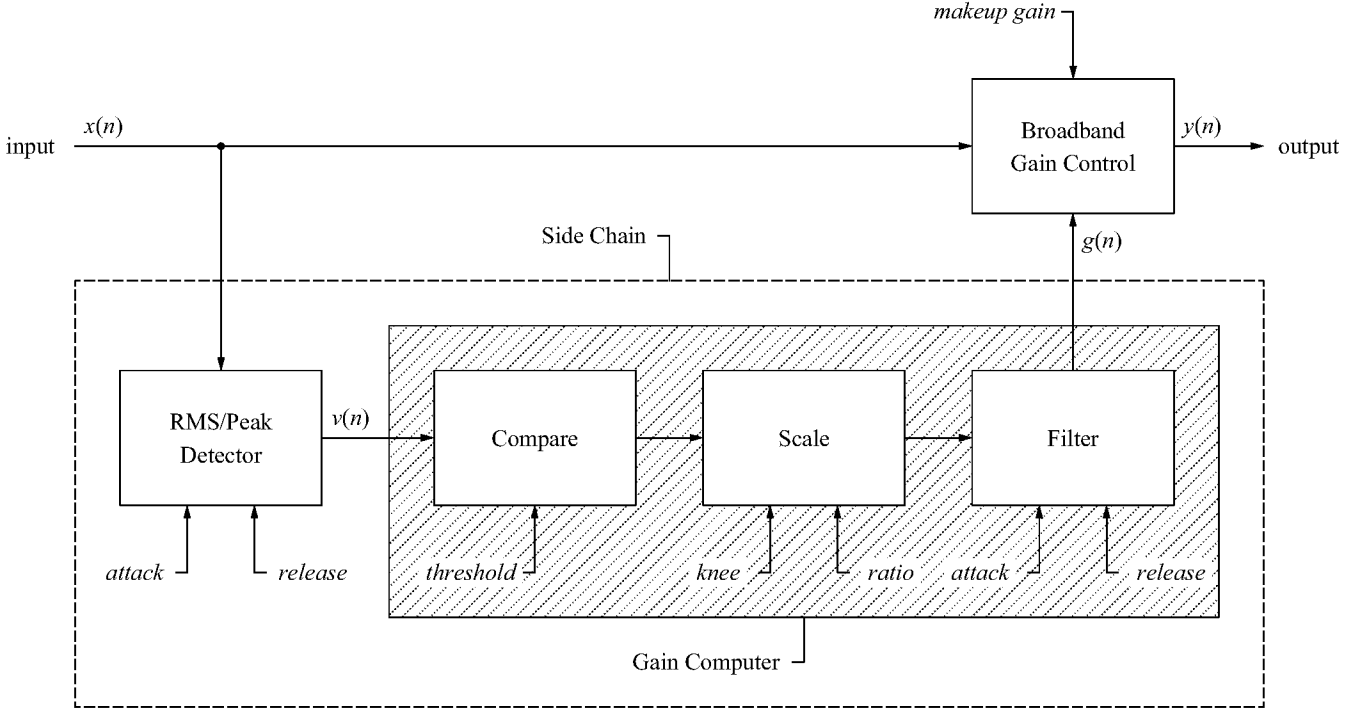 makeup gain
input
x(n)
Broadband
Gain Control
y(n)
output
Side Chain
g(n)
RMS/Peak
Detector
v(n)
Compare
Scale
Filter
attack
release
threshold
knee
ratio
attack
release
Gain Computer